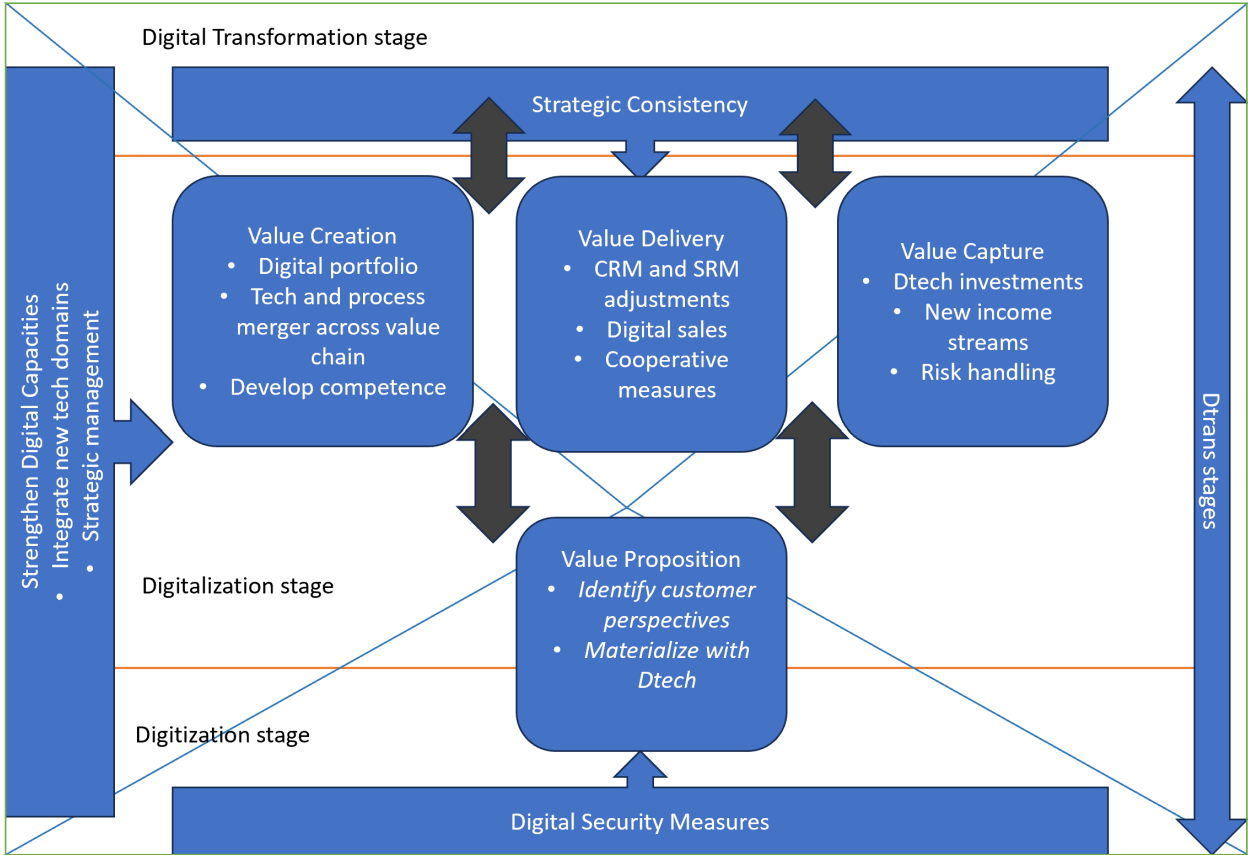 Digital Transformation stage
Strategic Consistency
Strengthen Digital Capacities
• Integrate new tech domains
• Strategic management
Value Creation
• Digital portfolio
• Tech and process
merger across value
chain
• Develop competence
Value Delivery
• CRM and SRM
adjustments
• Digital sales
• Cooperative
measures
Value Capture
• Dtech investments
• New income
streams
• Risk handling
Dtrans stages
Digitalization stage
Value Proposition
• Identify customer
perspectives
• Materialize with
Dtech
Digitization stage
Digital Security Measures